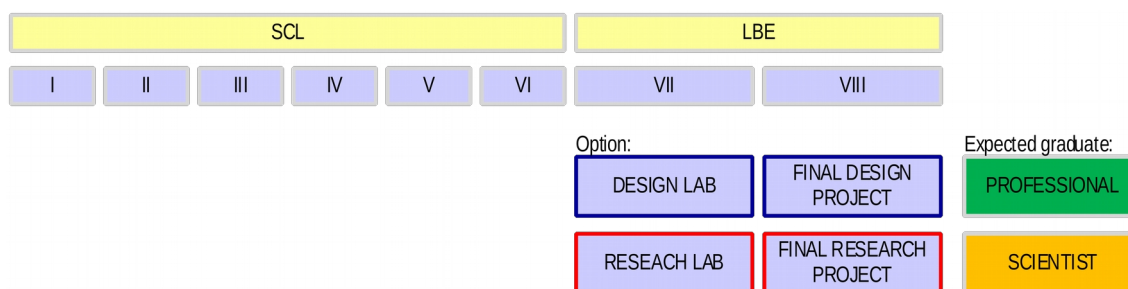 SCL LBE
I II III IV V VI VII VIII
Option: Expected graduate:
DESIGN LAB FINAL DESIGN PROJECT PROFESSIONAL
RESEACH LAB FINAL RESEARCH PROJECT SCIENTIST